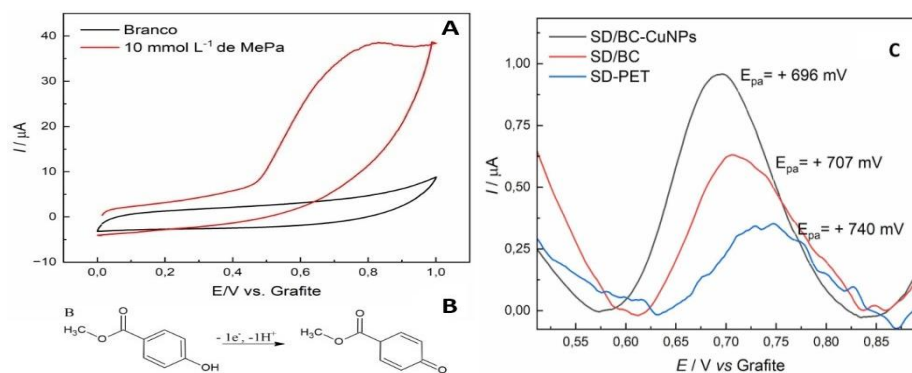 A
Branco
10 mmol L⁻¹ de MePa
40
30
20
10
0
−10
I / μA
0,0
0,2
0,4
0,6
0,8
1,0
E/V vs. Grafite
B
B
H₃C
O
O
OH
- 1e⁻, -1H⁺
H₃C
O
O
O
C
SD/BC-CuNPs
SD/BC
SD-PET
Eₚₐ= + 696 mV
Eₚₐ= + 707 mV
Eₚₐ= + 740 mV
1,00
0,75
0,50
0,25
0,00
I / μA
0,55
0,60
0,65
0,70
0,75
0,80
0,85
E / V vs Grafite